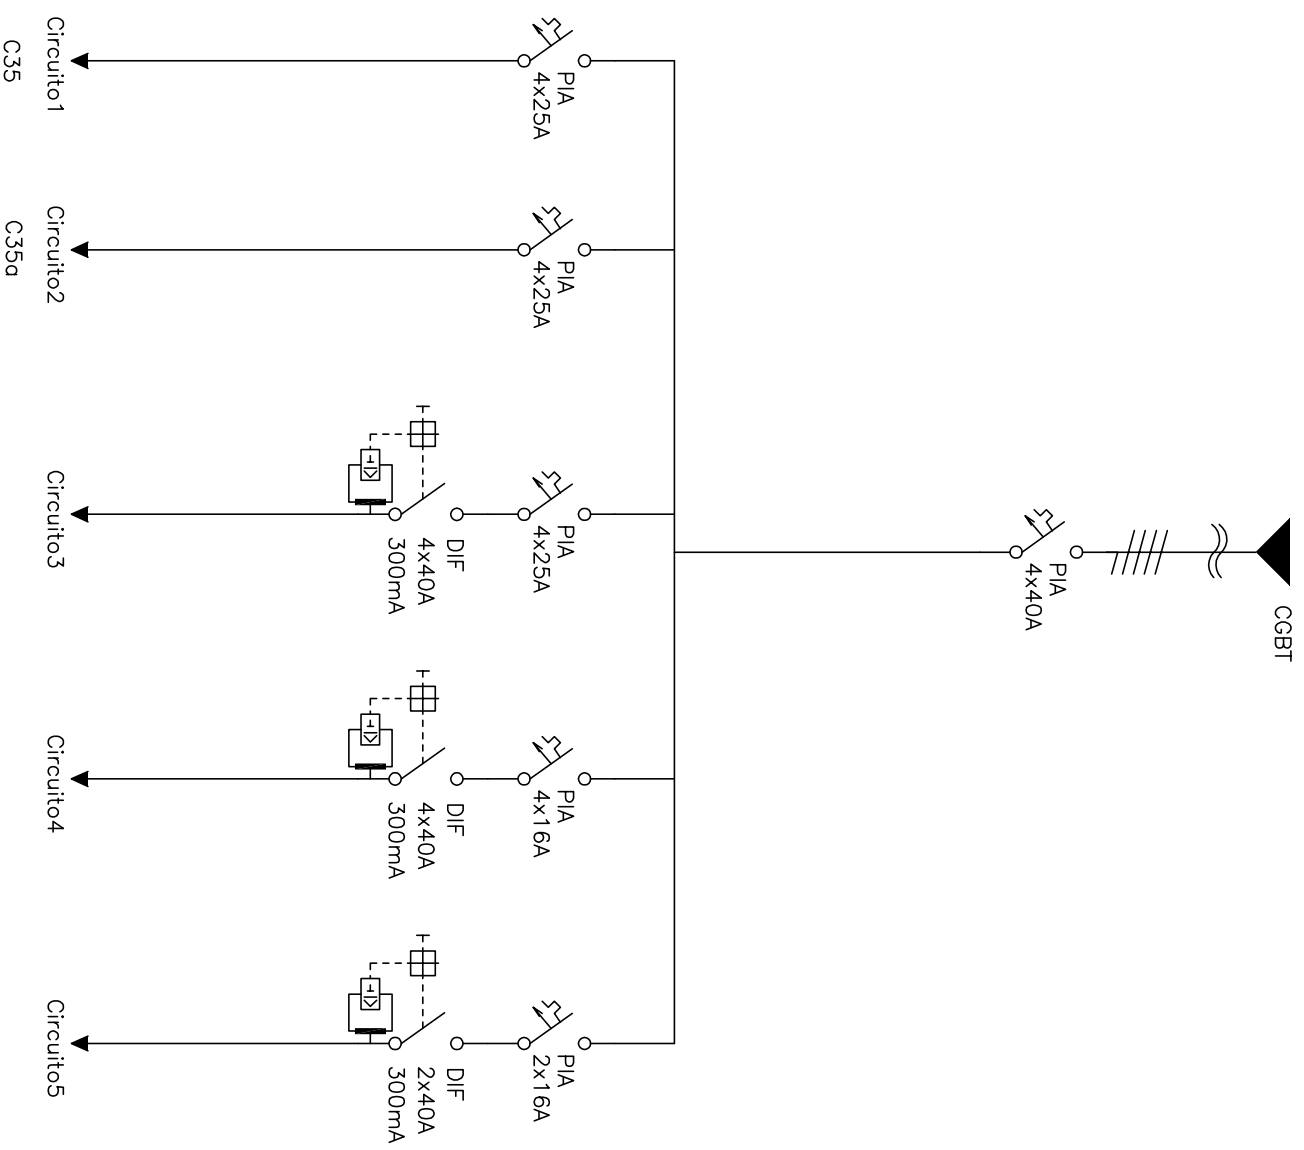 CGBT
PIA
4x40A
PIA
4x25A
PIA
4x25A
PIA
4x25A
PIA
4x16A
PIA
2x16A
DIF
4x40A
300mA
DIF
4x40A
300mA
DIF
2x40A
300mA
Circuito1
Circuito2
Circuito3
Circuito4
Circuito5
C35
C35a